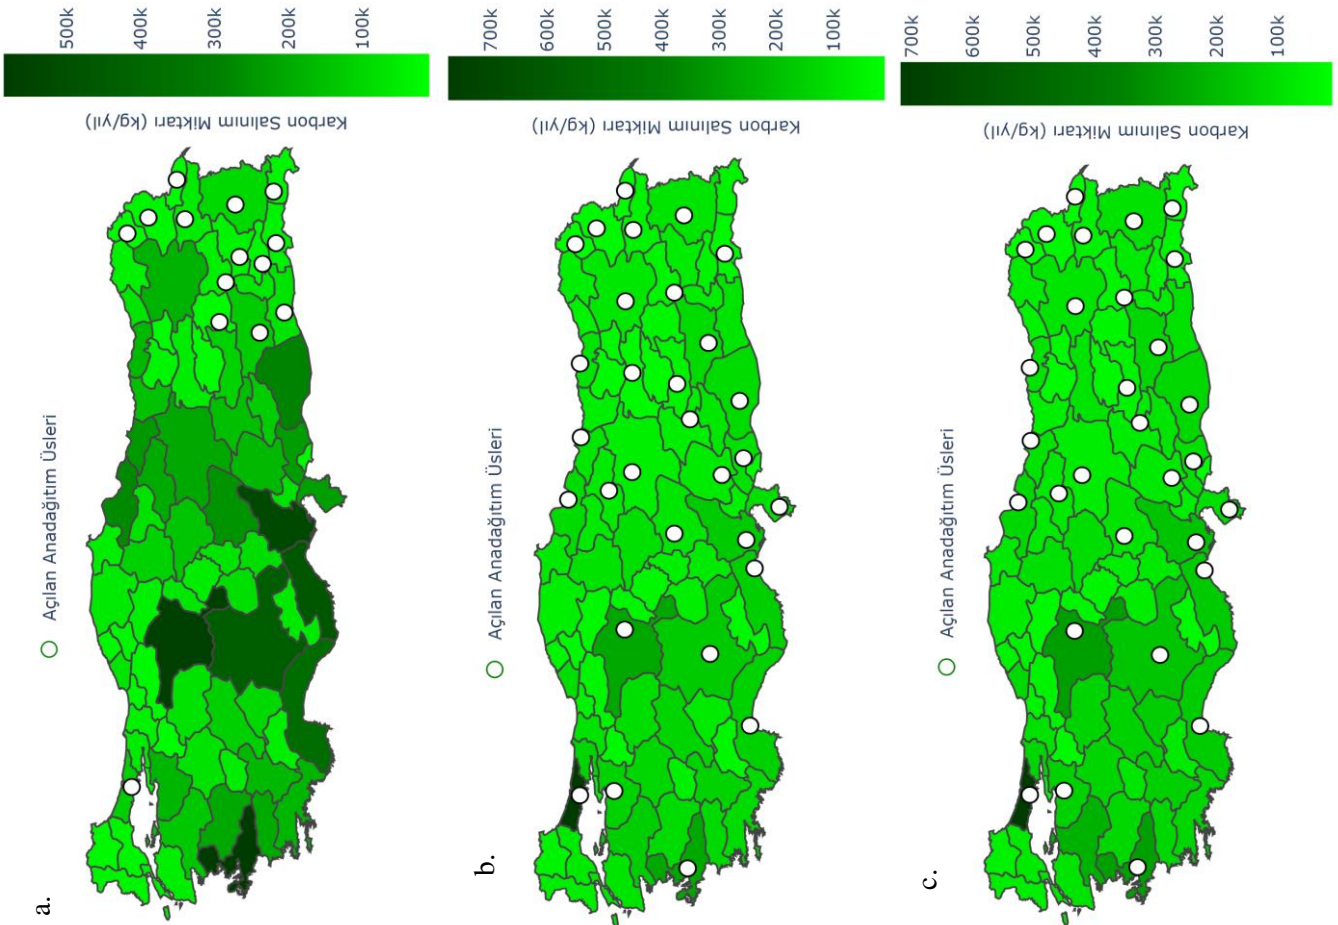 a.
Açılan Anadağıtım Üsleri
Karbon Salınım Miktarı (kg/yıl)
500k
400k
300k
200k
100k
b.
Açılan Anadağıtım Üsleri
Karbon Salınım Miktarı (kg/yıl)
700k
600k
500k
400k
300k
200k
100k
c.
Açılan Anadağıtım Üsleri
Karbon Salınım Miktarı (kg/yıl)
700k
600k
500k
400k
300k
200k
100k